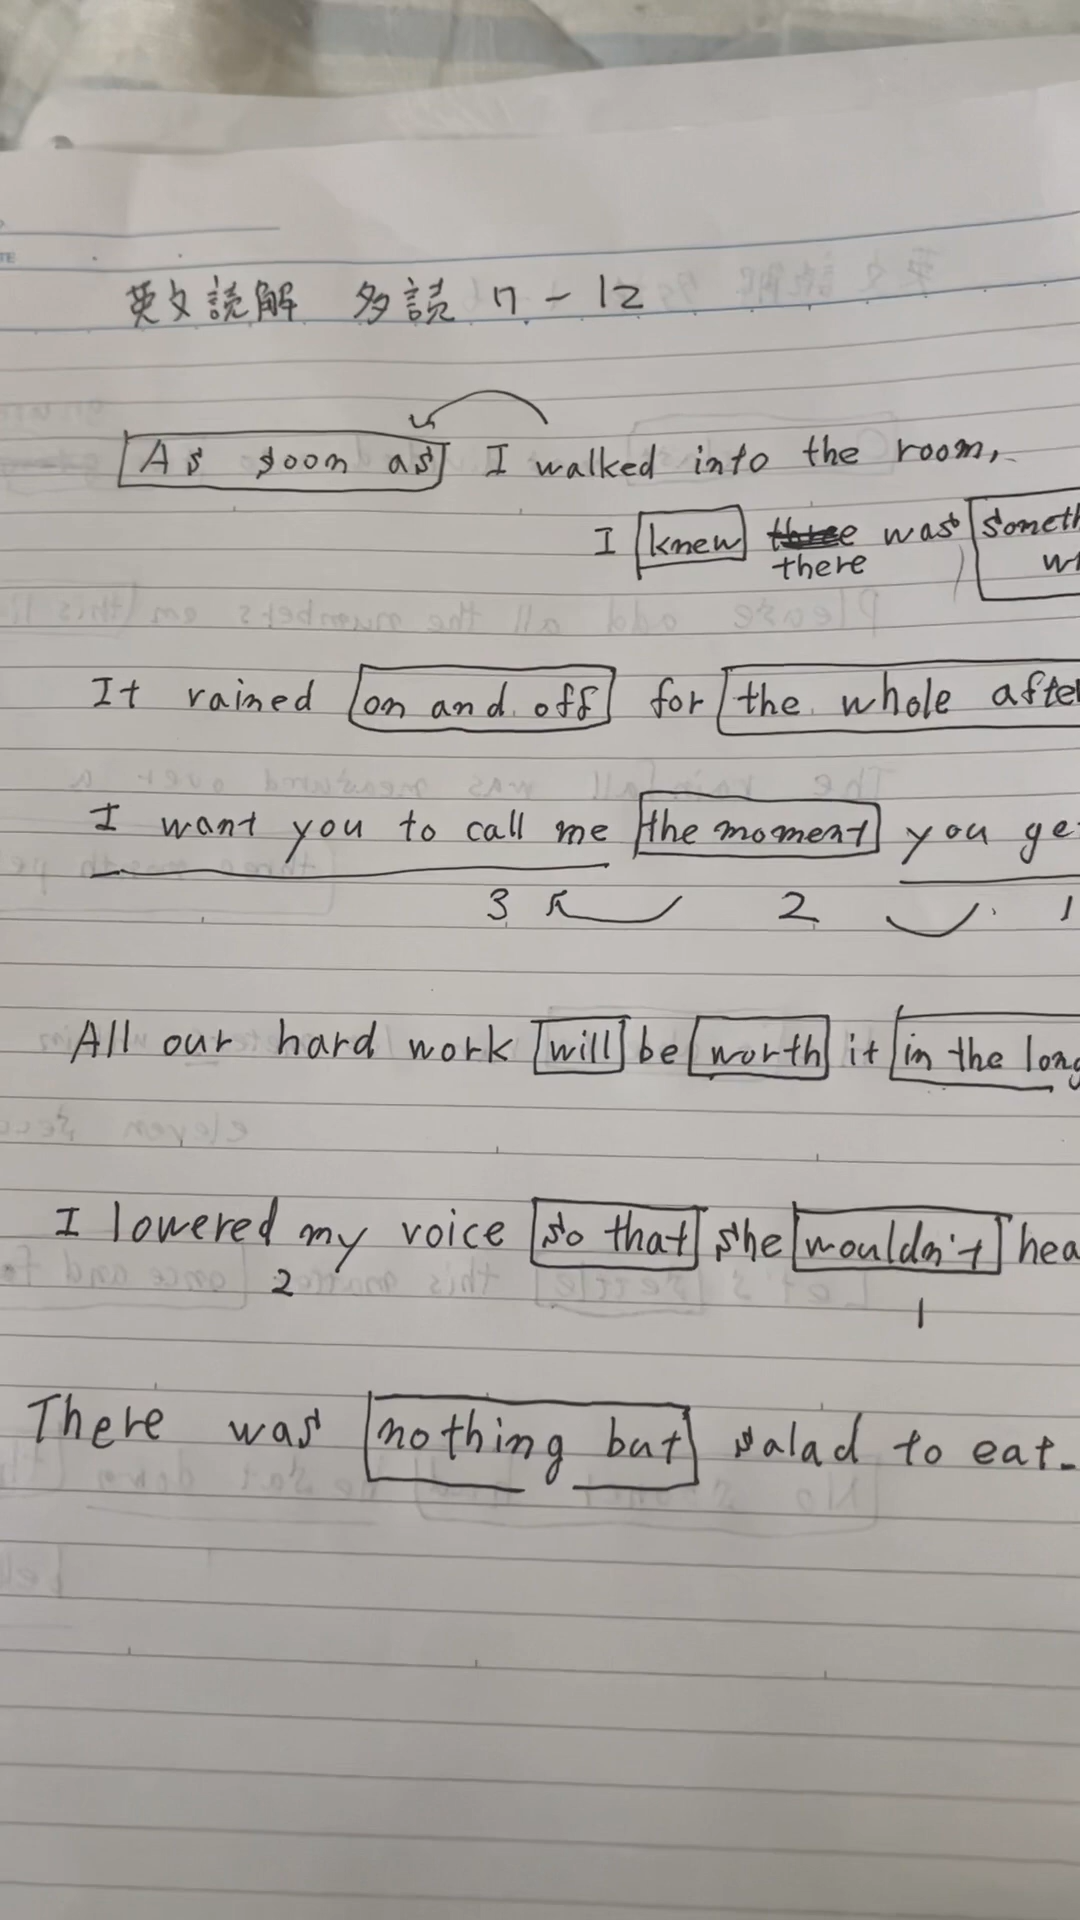 英文読解 多読 7-12
As soon as I walked into the room,
I knew three was someth
there w
It rained on and off for the whole after
I want you to call me the moment you ge
3 2 1
All our hard work will be worth it in the long
I lowered my voice so that she wouldn't hea
2 1
There was nothing but salad to eat.